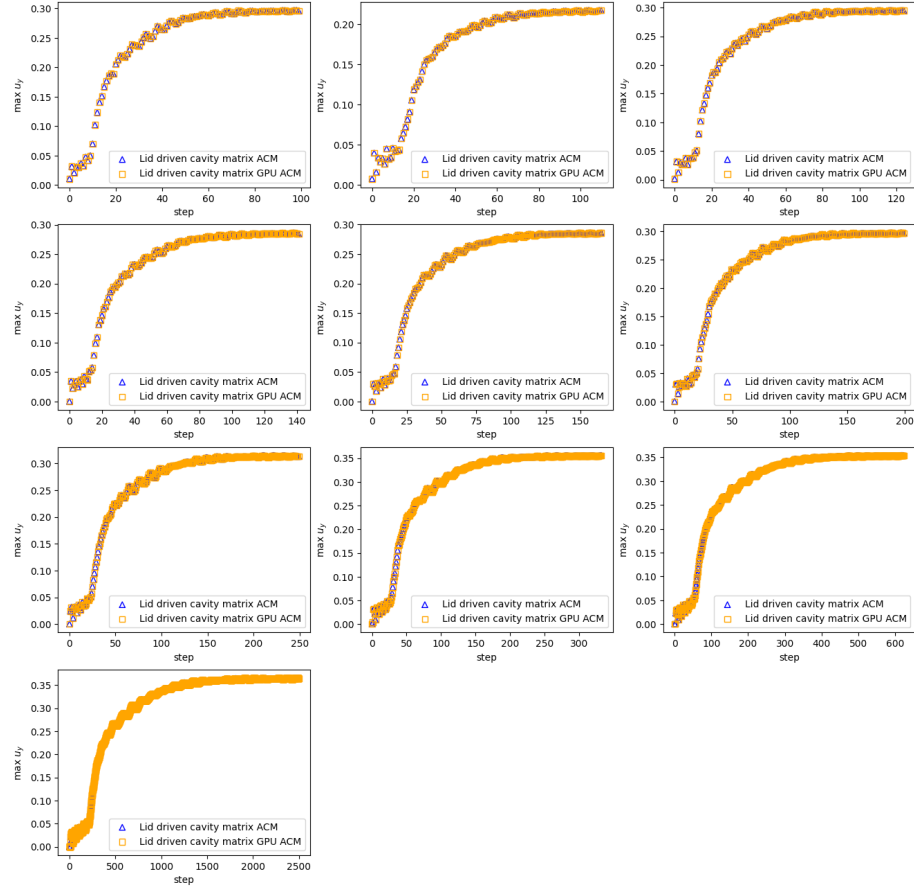 0.30
0.25
0.20
0.15
0.10
0.05
0.00
max u_y
0 20 40 60 80 100
step
Lid driven cavity matrix ACM
Lid driven cavity matrix GPU ACM
0.20
0.15
0.10
0.05
0.00
max u_y
0 20 40 60 80 100
step
Lid driven cavity matrix ACM
Lid driven cavity matrix GPU ACM
0.30
0.25
0.20
0.15
0.10
0.05
0.00
max u_y
0 20 40 60 80 100 120
step
Lid driven cavity matrix ACM
Lid driven cavity matrix GPU ACM
0.30
0.25
0.20
0.15
0.10
0.05
0.00
max u_y
0 20 40 60 80 100 120 140
step
Lid driven cavity matrix ACM
Lid driven cavity matrix GPU ACM
0.30
0.25
0.20
0.15
0.10
0.05
0.00
max u_y
0 25 50 75 100 125 150
step
Lid driven cavity matrix ACM
Lid driven cavity matrix GPU ACM
0.30
0.25
0.20
0.15
0.10
0.05
0.00
max u_y
0 50 100 150 200
step
Lid driven cavity matrix ACM
Lid driven cavity matrix GPU ACM
0.30
0.25
0.20
0.15
0.10
0.05
0.00
max u_y
0 50 100 150 200 250
step
Lid driven cavity matrix ACM
Lid driven cavity matrix GPU ACM
0.35
0.30
0.25
0.20
0.15
0.10
0.05
0.00
max u_y
0 50 100 150 200 250 300
step
Lid driven cavity matrix ACM
Lid driven cavity matrix GPU ACM
0.35
0.30
0.25
0.20
0.15
0.10
0.05
0.00
max u_y
0 100 200 300 400 500 600
step
Lid driven cavity matrix ACM
Lid driven cavity matrix GPU ACM
0.35
0.30
0.25
0.20
0.15
0.10
0.05
0.00
max u_y
0 500 1000 1500 2000 2500
step
Lid driven cavity matrix ACM
Lid driven cavity matrix GPU ACM